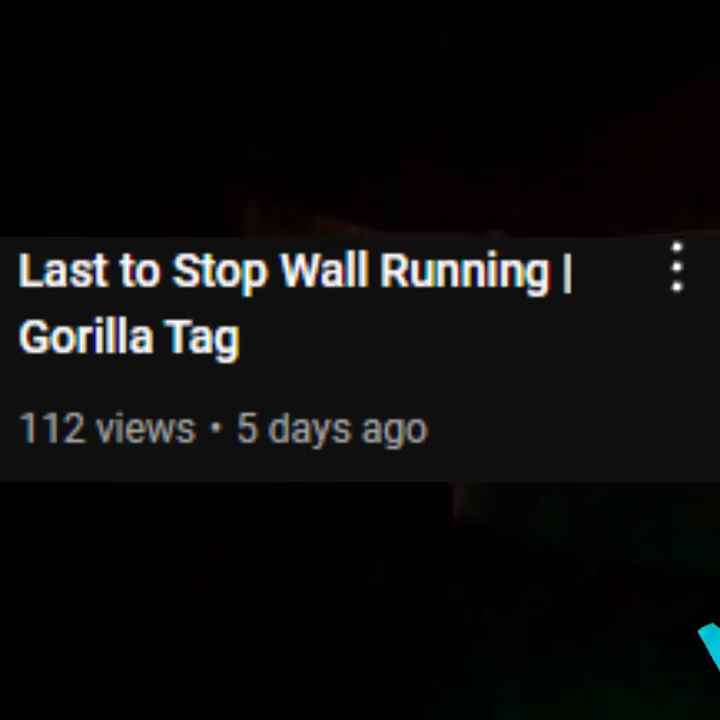 Last to Stop Wall Running |
Gorilla Tag
112 views • 5 days ago